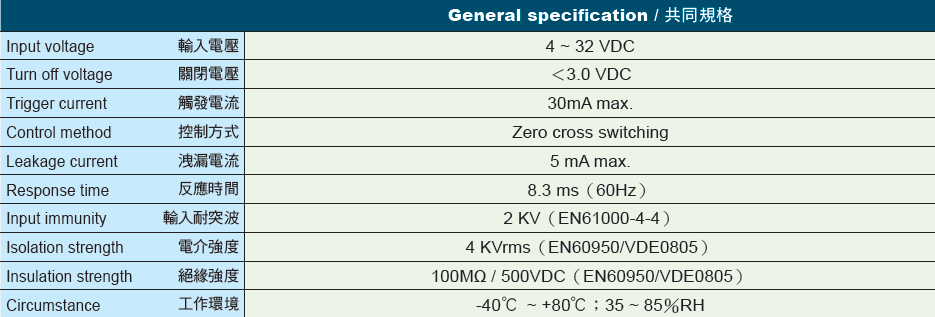 General specification / 共同規格
Input voltage 輸入電壓 4 ~ 32 VDC
Turn off voltage 關閉電壓 ＜3.0 VDC
Trigger current 觸發電流 30mA max.
Control method 控制方式 Zero cross switching
Leakage current 洩漏電流 5 mA max.
Response time 反應時間 8.3 ms（60Hz）
Input immunity 輸入耐突波 2 KV（EN61000-4-4）
Isolation strength 電介強度 4 KVrms（EN60950/VDE0805）
Insulation strength 絕緣強度 100MΩ / 500VDC（EN60950/VDE0805）
Circumstance 工作環境 -40℃ ~ +80℃；35 ~ 85％RH